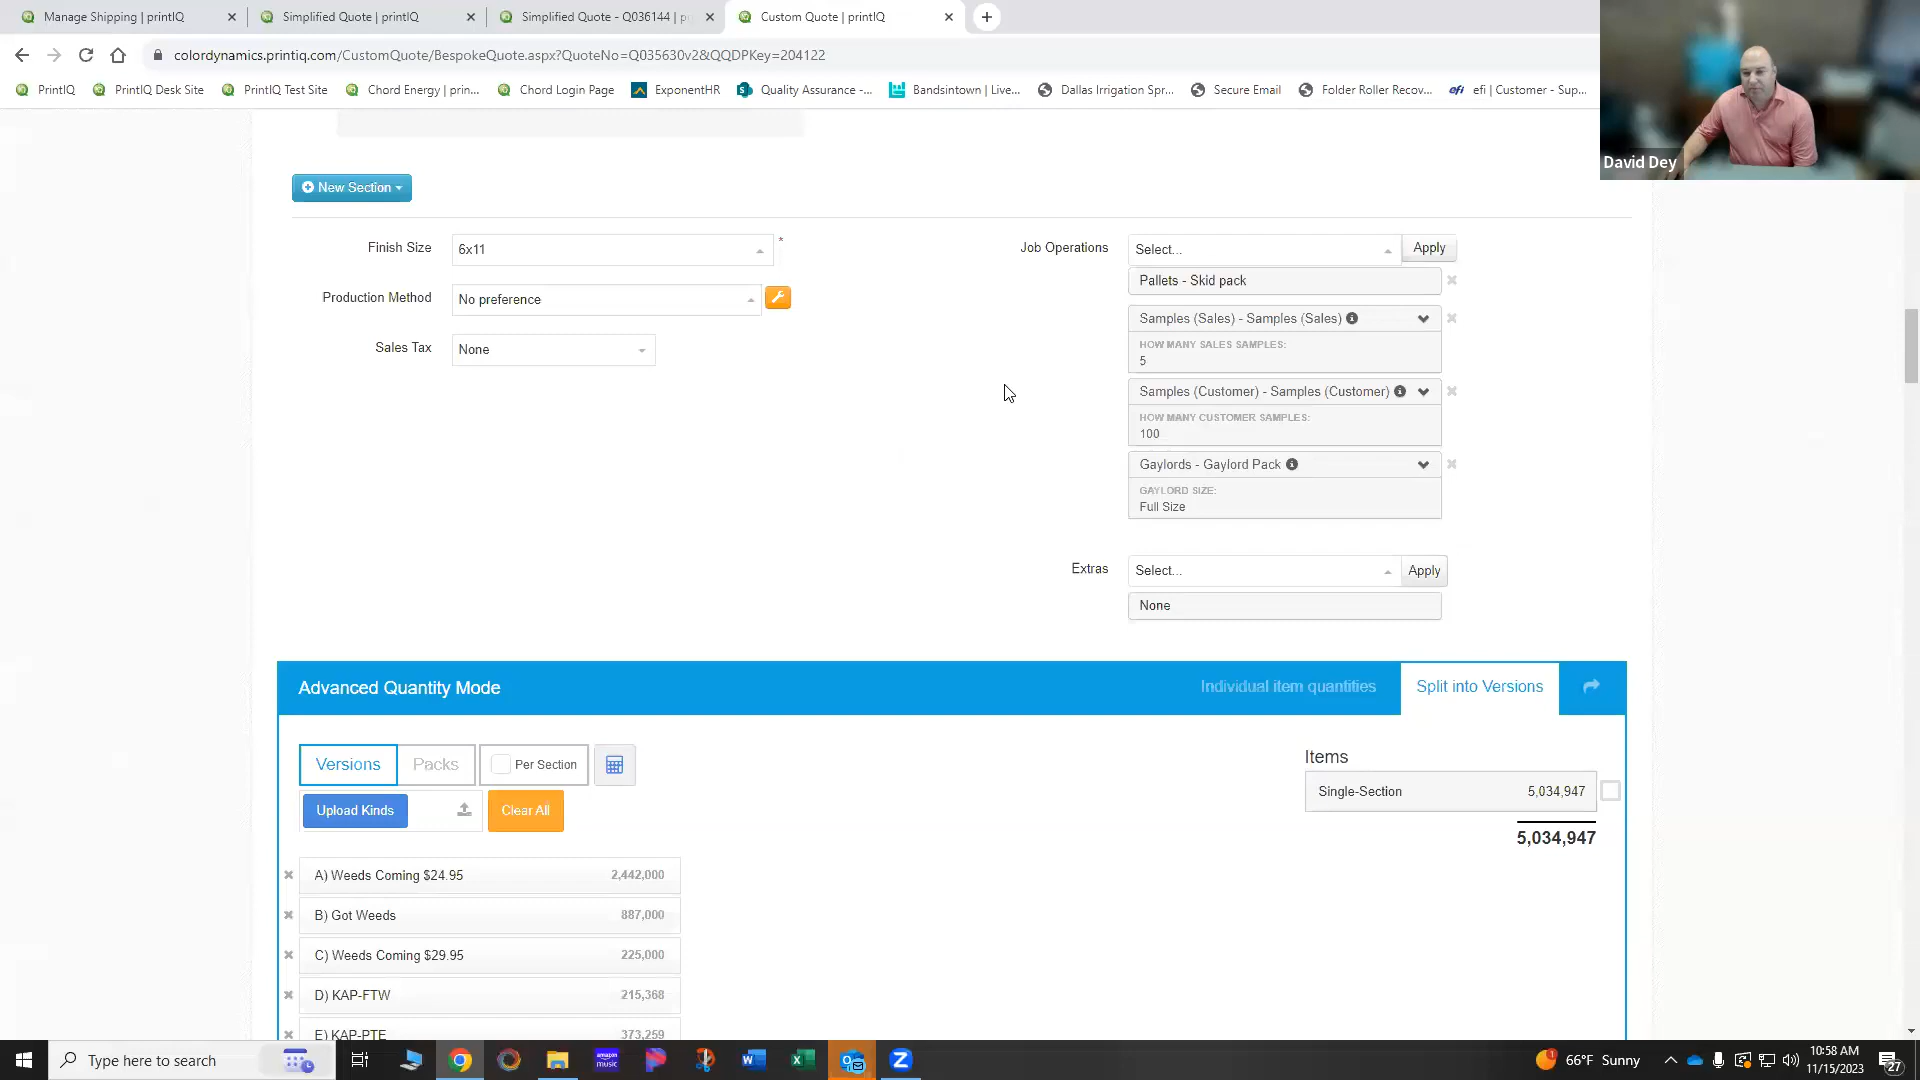 Manage Shipping | printIQ
Simplified Quote | printIQ
Simplified Quote - Q036144 |
Custom Quote | printIQ
colordynamics.printiq.com/CustomQuote/BespokeQuote.aspx?QuoteNo=Q035630v2&QQDPKey=204122
PrintIQ
PrintIQ Desk Site
PrintIQ Test Site
Chord Energy | prin...
Chord Login Page
ExponentHR
Quality Assurance -...
Bandsintown | Live...
Dallas Irrigation Spr...
Secure Email
Folder Roller Recov...
efi | Customer - Sup...
David Dey
New Section
Finish Size
6x11
*
Production Method
No preference
Sales Tax
None
Job Operations
Select...
Apply
Pallets - Skid pack
Samples (Sales) - Samples (Sales)
HOW MANY SALES SAMPLES:
5
Samples (Customer) - Samples (Customer)
HOW MANY CUSTOMER SAMPLES:
100
Gaylords - Gaylord Pack
GAYLORD SIZE:
Full Size
Extras
Select...
Apply
None
Advanced Quantity Mode
Individual item quantities
Split into Versions
Versions
Packs
Per Section
Upload Kinds
Clear All
Items
Single-Section 5,034,947
5,034,947
A) Weeds Coming $24.95 2,442,000
B) Got Weeds 887,000
C) Weeds Coming $29.95 225,000
D) KAP-FTW 215,368
E) KAP-PTE 373,259
Type here to search
amazon music
66°F Sunny
10:58 AM
11/15/2023
27